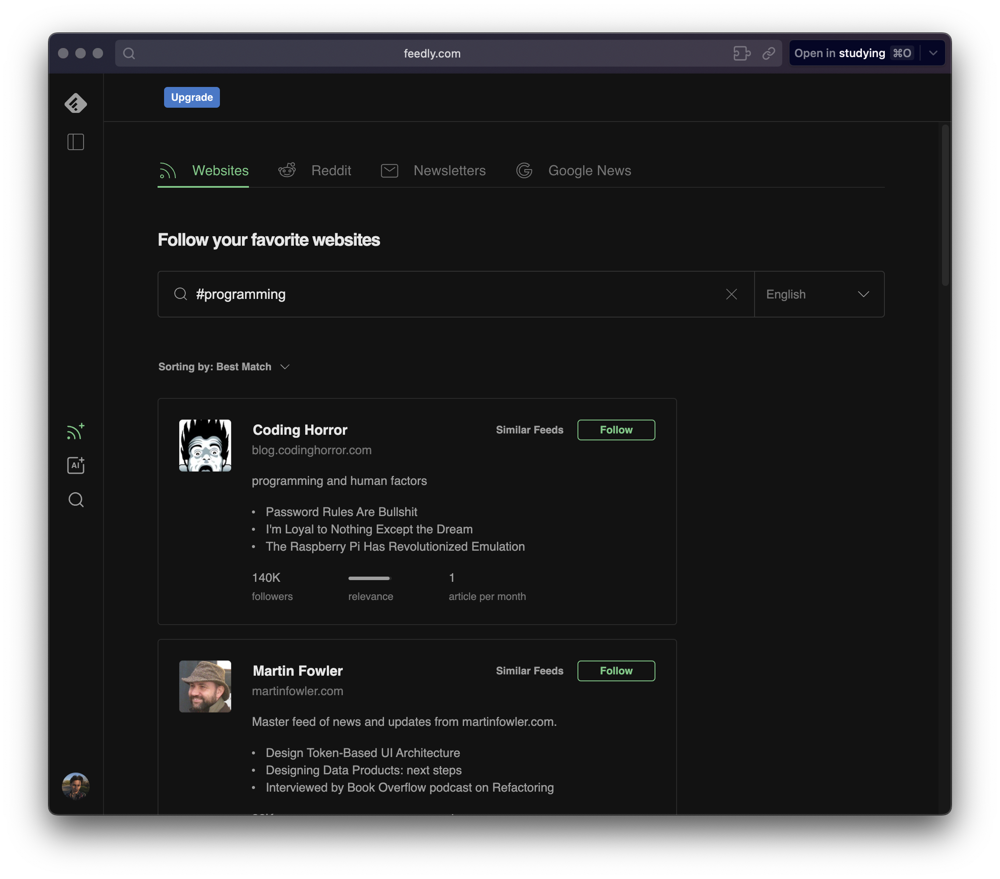 feedly.com
Open in studying ⌘O
Upgrade
Websites
Reddit
Newsletters
Google News
Follow your favorite websites
#programming
English
Sorting by: Best Match
Coding Horror
Similar Feeds
Follow
blog.codinghorror.com
programming and human factors
• Password Rules Are Bullshit
• I'm Loyal to Nothing Except the Dream
• The Raspberry Pi Has Revolutionized Emulation
140K
1
followers
relevance
article per month
AI
Martin Fowler
Similar Feeds
Follow
martinfowler.com
Master feed of news and updates from martinfowler.com.
• Design Token-Based UI Architecture
• Designing Data Products: next steps
• Interviewed by Book Overflow podcast on Refactoring